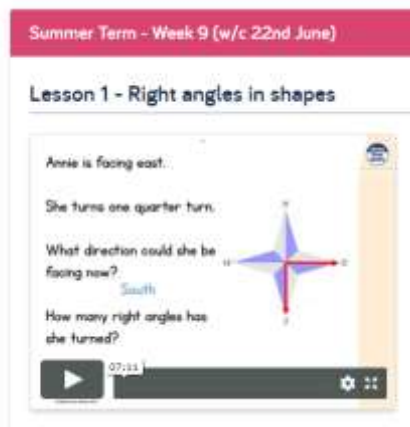 Summer Term - Week 9 (w/c 22nd June)
Lesson 1 - Right angles in shapes
Annie is facing east.
She turns one quarter turn.
What direction could she be
facing now?
South
How many right angles has
she turned?
07:11